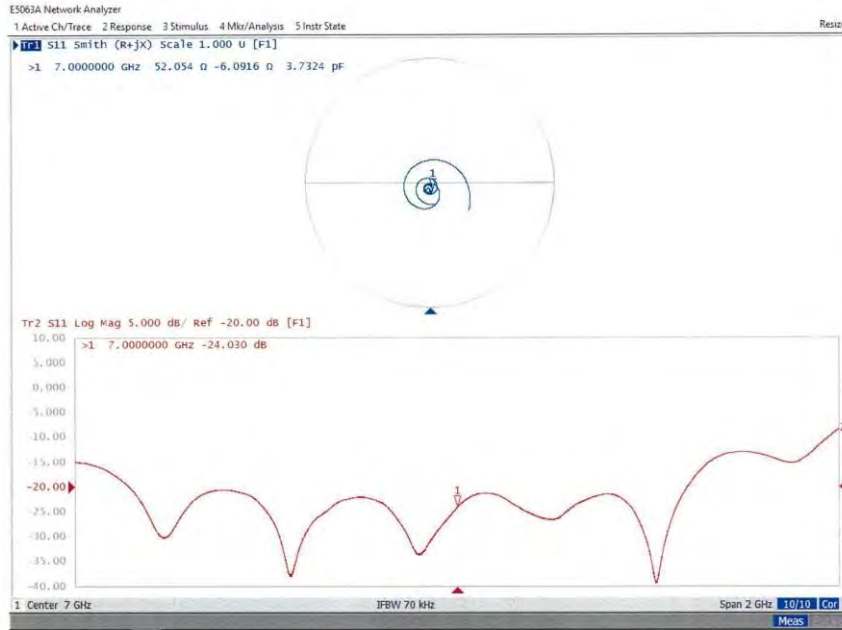 E5063A Network Analyzer
1 Active Ch/Trace 2 Response 3 Stimulus 4 Mkr/Analysis 5 Instr State
Tr1 S11 Smith (R+jX) Scale 1.000 U [F1]
>1 7.0000000 GHz 52.054 Ω -6.0916 Ω 3.7324 pF
1
Tr2 S11 Log Mag 5.000 dB/ Ref -20.00 dB [F1]
10.00
>1 7.0000000 GHz -24.030 dB
5.000
0.000
-5.000
-10.00
-15.00
-20.00
1
-25.00
-30.00
-35.00
-40.00
1 Center 7 GHz IFBW 70 kHz Span 2 GHz 10/10 Cor
Meas